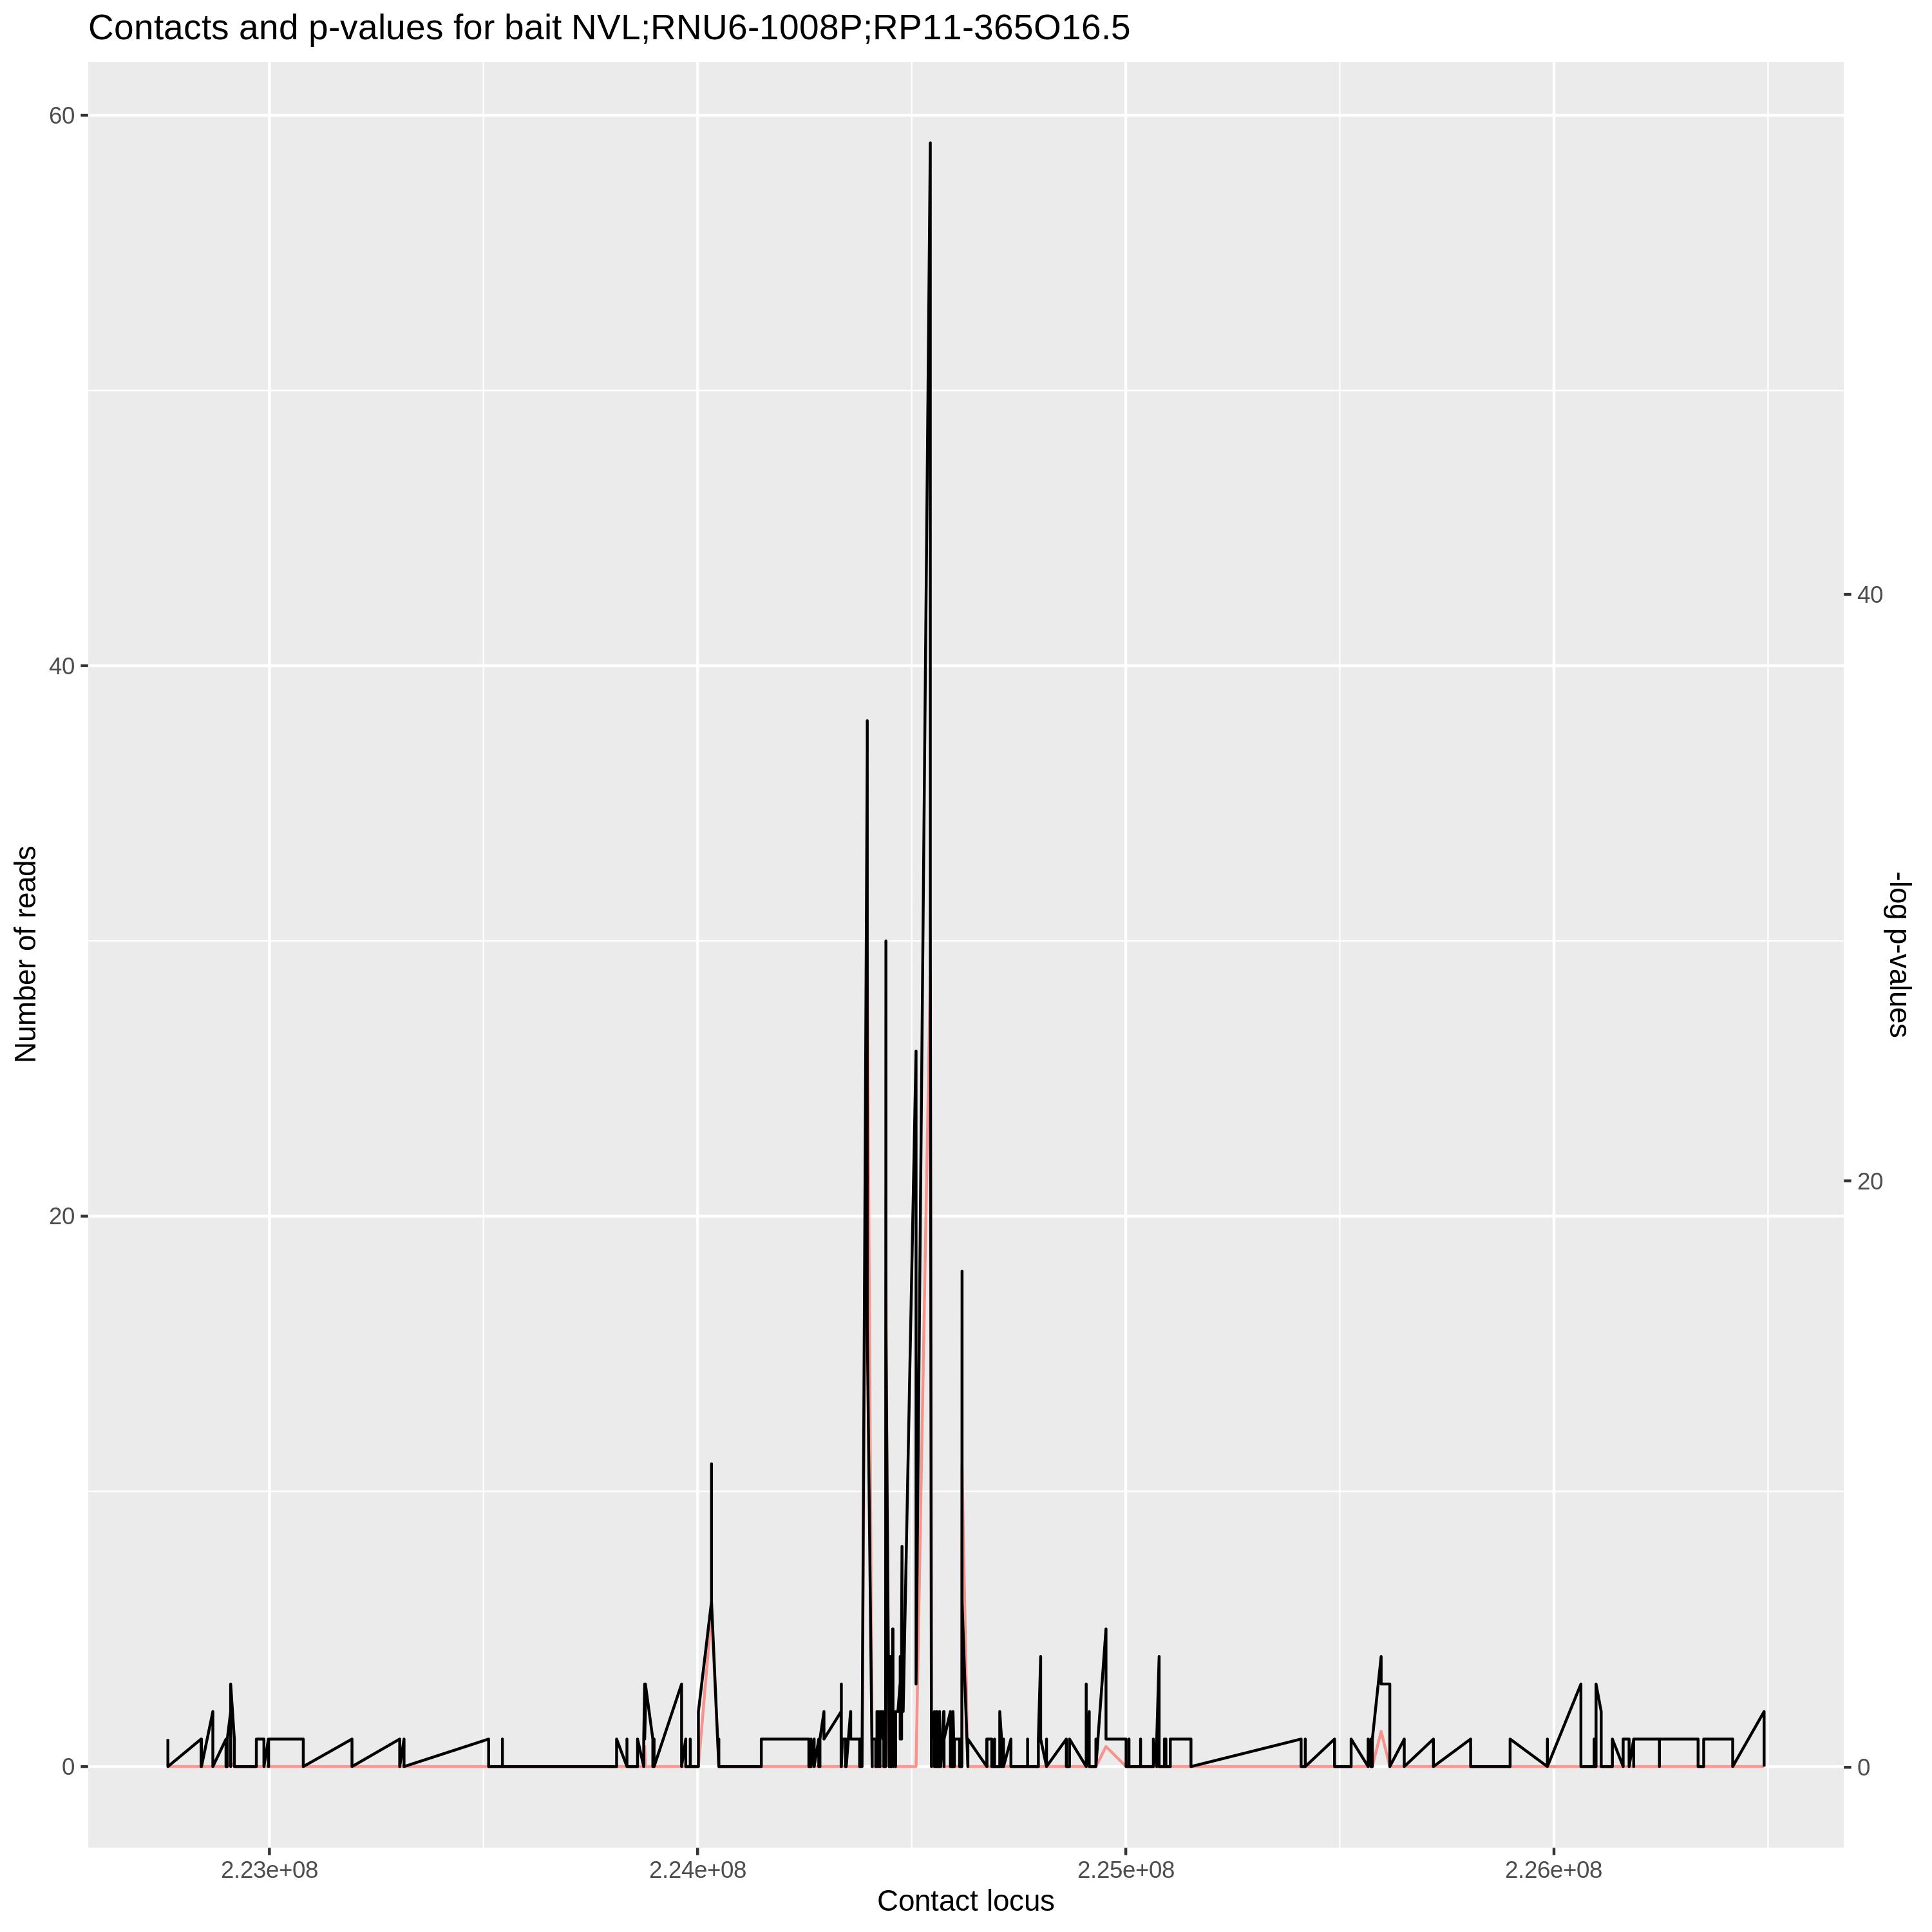 Contacts and p-values for bait NVL;RNU6-1008P;RP11-365O16.5
60
40
20
0
Number of reads
40
20
0
-log p-values
2.23e+08
2.24e+08
2.25e+08
2.26e+08
Contact locus